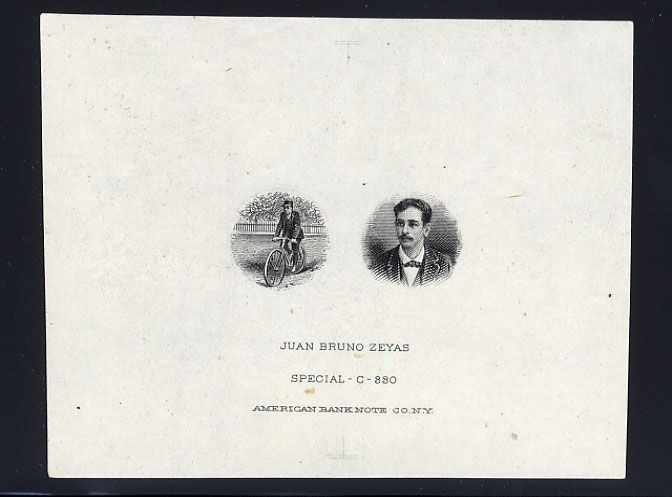 JUAN BRUNO ZEYAS
SPECIAL - C - 880
AMERICAN BANK NOTE CO. N.Y.